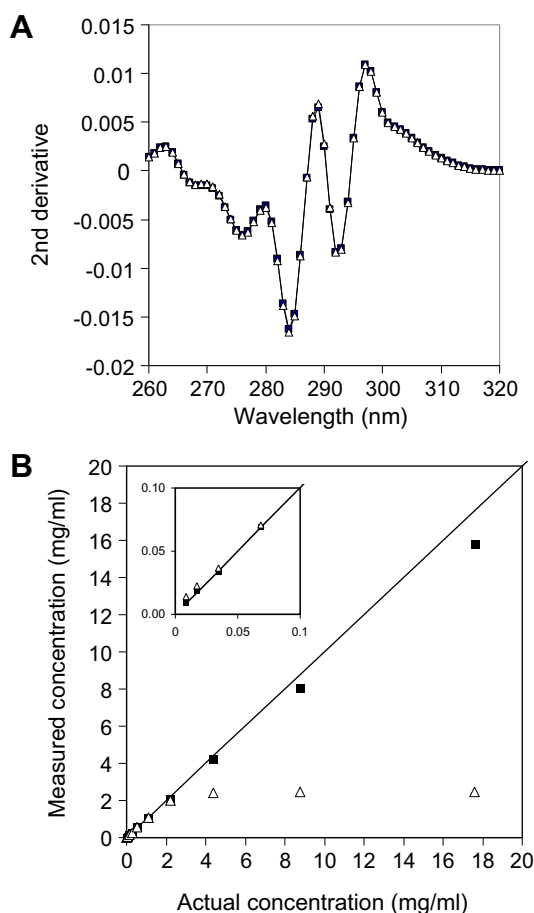 A
0.015
0.01
0.005
0
-0.005
-0.01
-0.015
-0.02
2nd derivative
260 270 280 290 300 310 320
Wavelength (nm)
B
20
18
16
14
12
10
8
6
4
2
0
Measured concentration (mg/ml)
0.10
0.05
0.00
0 0.05 0.1
0 2 4 6 8 10 12 14 16 18 20
Actual concentration (mg/ml)